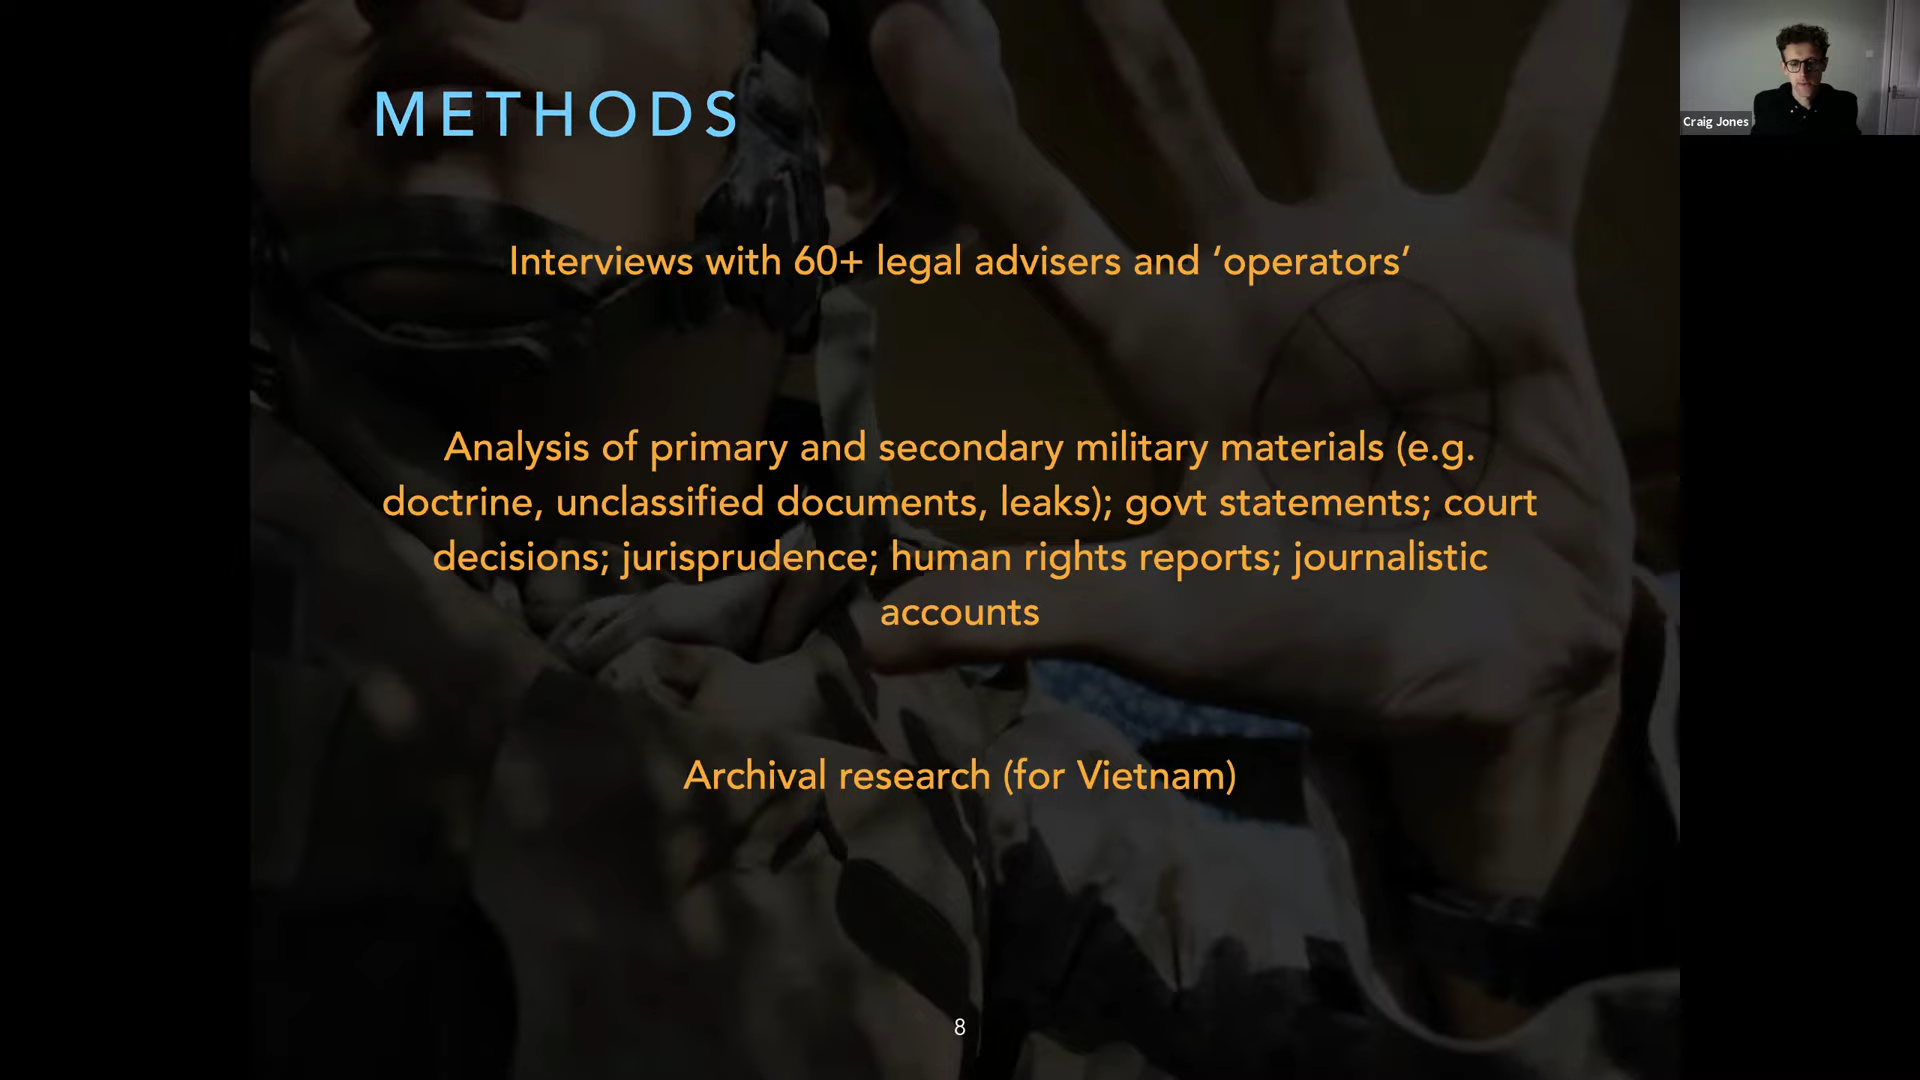 METHODS
Craig Jones
Interviews with 60+ legal advisers and ‘operators’
Analysis of primary and secondary military materials (e.g.
doctrine, unclassified documents, leaks); govt statements; court
decisions; jurisprudence; human rights reports; journalistic
accounts
Archival research (for Vietnam)
8